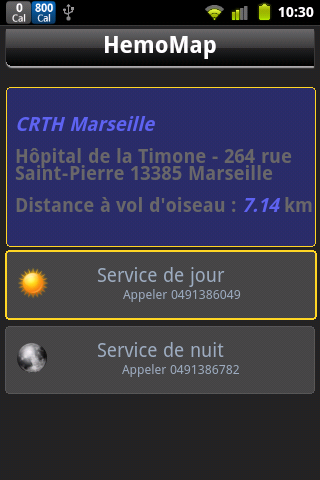 0 Cal 800 Cal 10:30
HemoMap
CRTH Marseille
Hôpital de la Timone - 264 rue
Saint-Pierre 13385 Marseille
Distance à vol d'oiseau : 7.14 km
Service de jour
Appeler 0491386049
Service de nuit
Appeler 0491386782